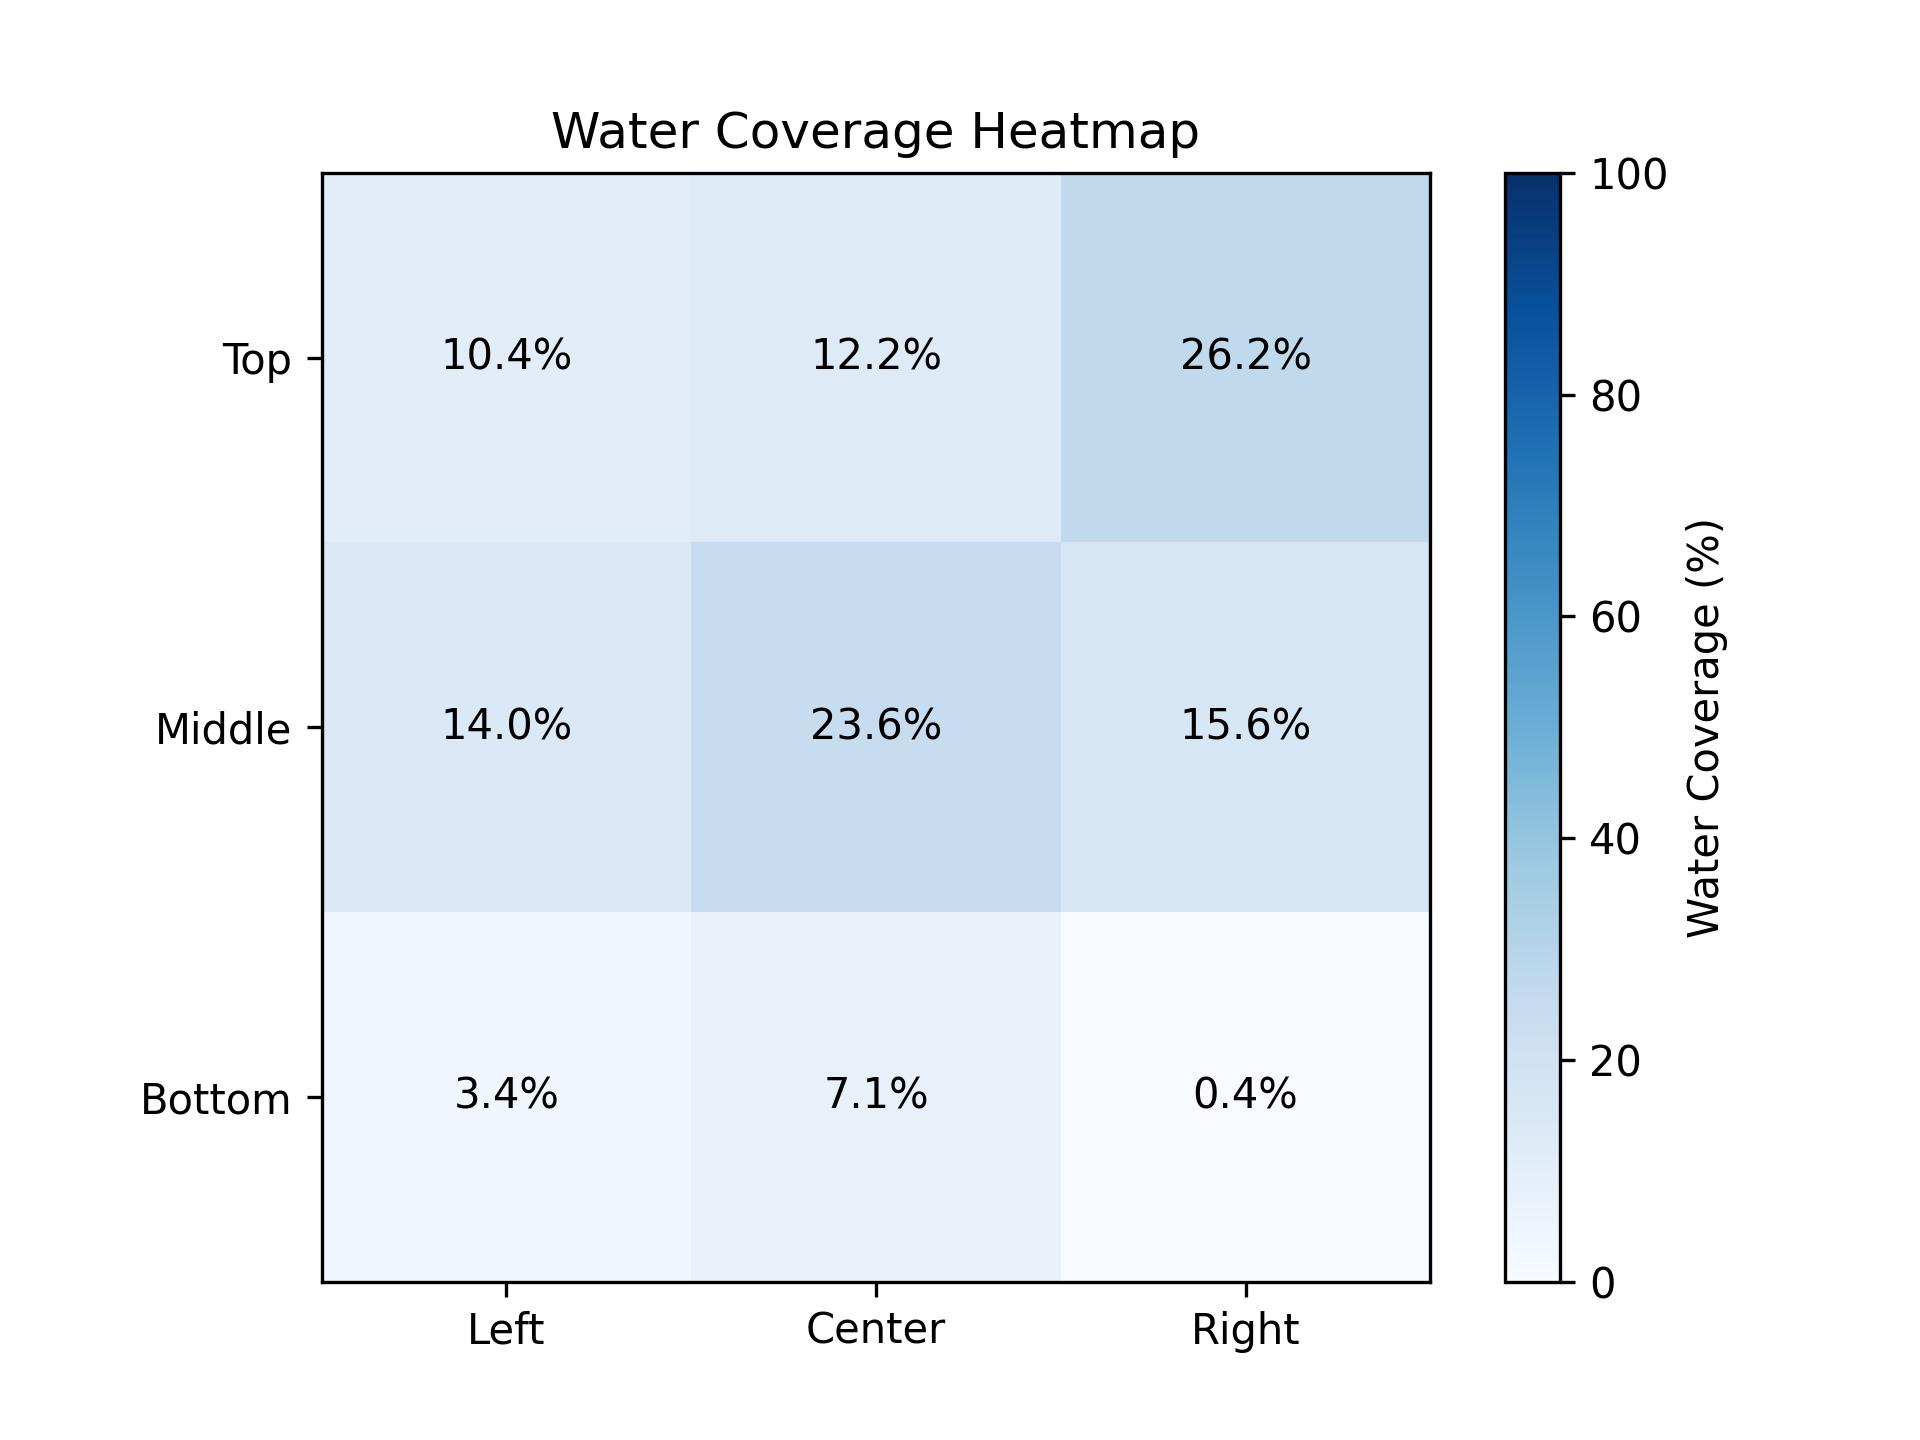 Water Coverage Heatmap
Top
10.4%
12.2%
26.2%
Middle
14.0%
23.6%
15.6%
Bottom
3.4%
7.1%
0.4%
Left
Center
Right
100
80
60
40
20
0
Water Coverage (%)